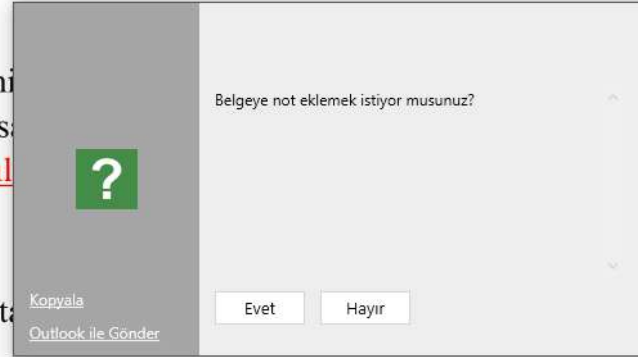 Belgeye not eklemek istiyor musunuz?
?
Kopyala
Outlook ile Gönder
Evet
Hayır